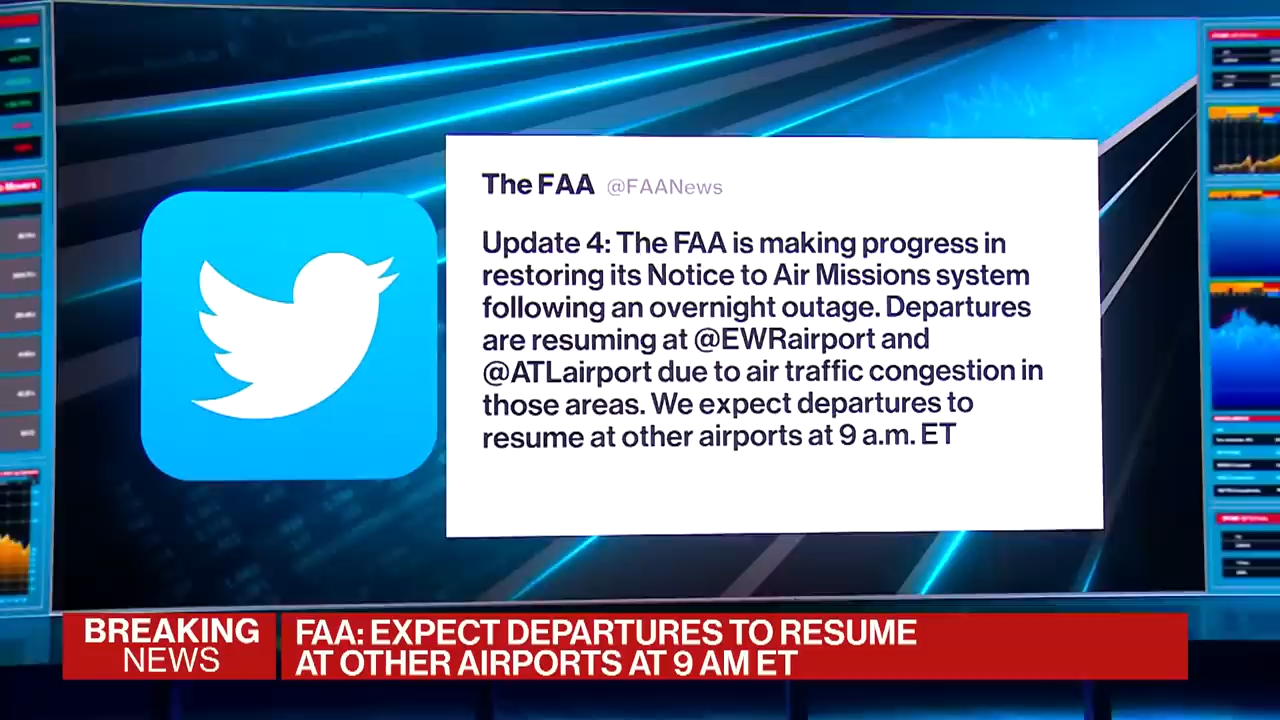 The FAA @FAANews
Update 4: The FAA is making progress in
restoring its Notice to Air Missions system
following an overnight outage. Departures
are resuming at @EWRairport and
@ATLairport due to air traffic congestion in
those areas. We expect departures to
resume at other airports at 9 a.m. ET
BREAKING
NEWS
FAA: EXPECT DEPARTURES TO RESUME
AT OTHER AIRPORTS AT 9 AM ET